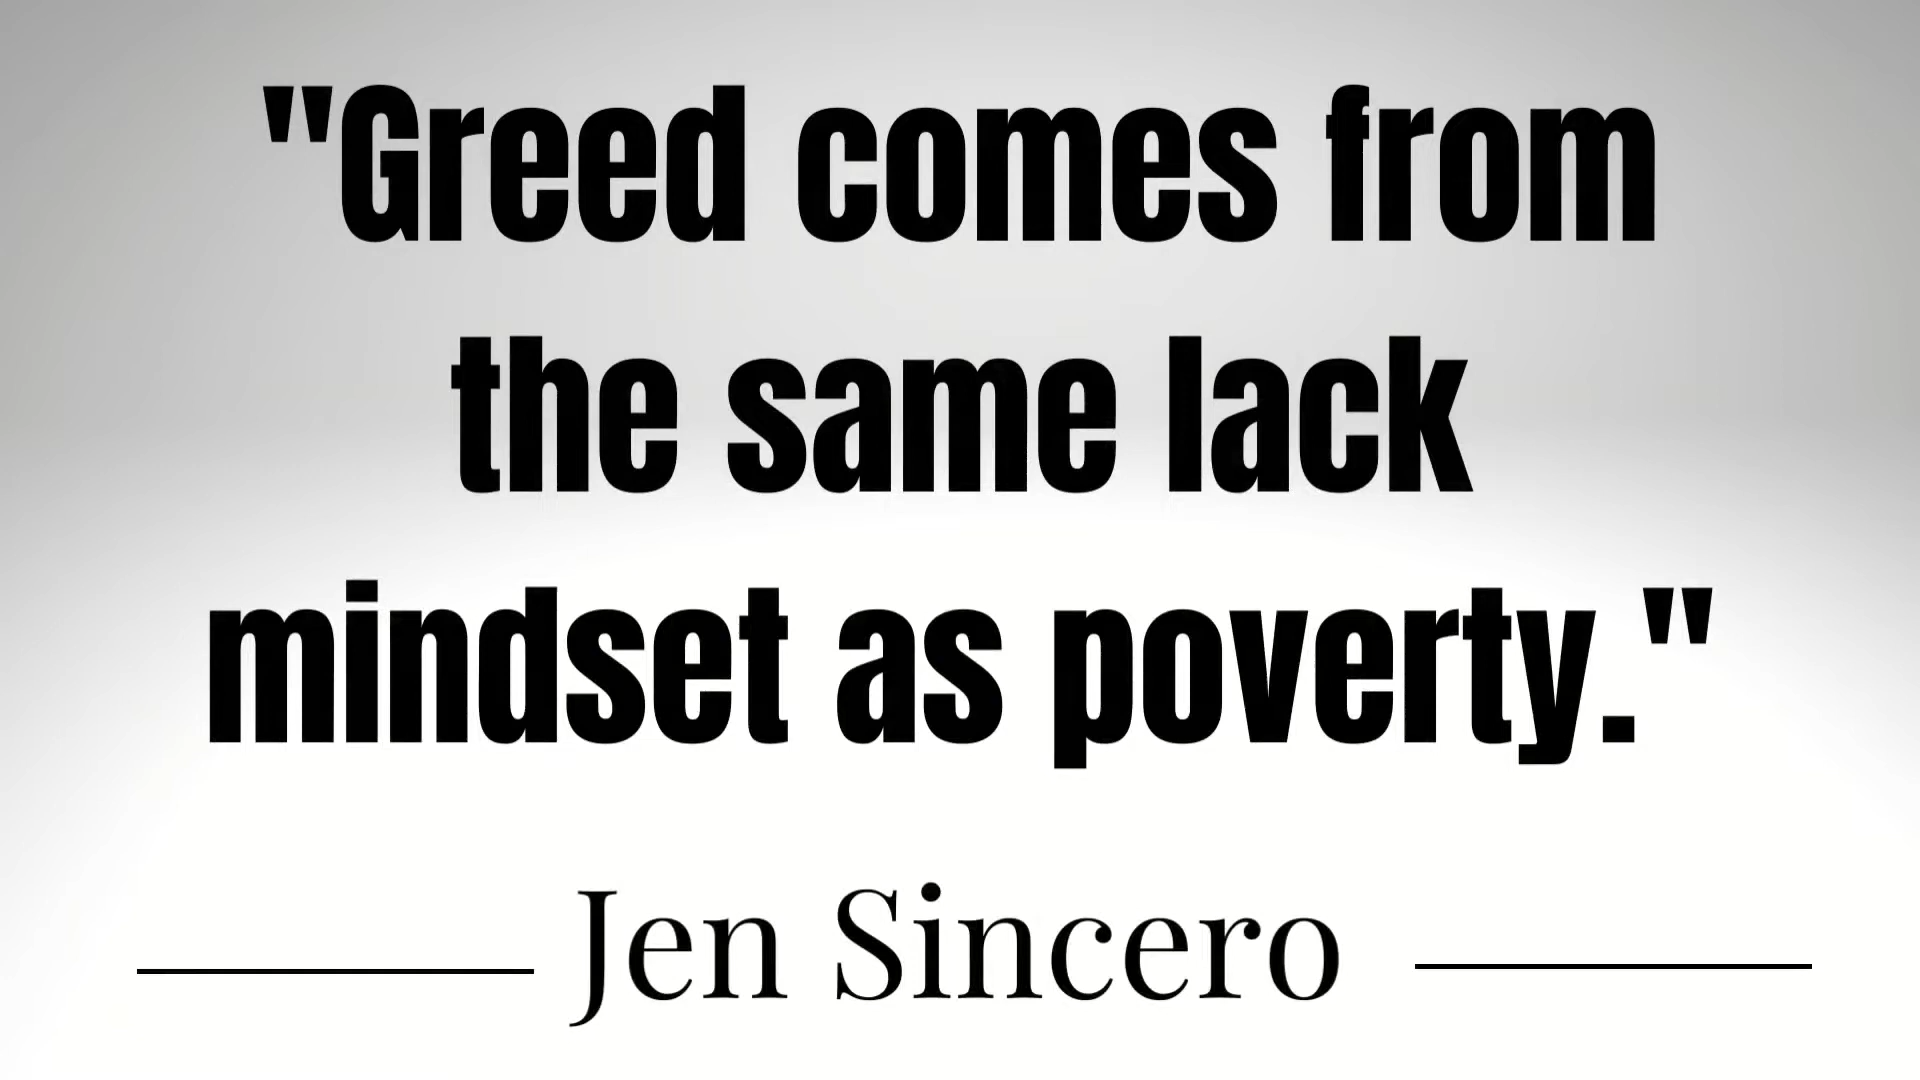 "Greed comes from
the same lack
mindset as poverty."
Jen Sincero